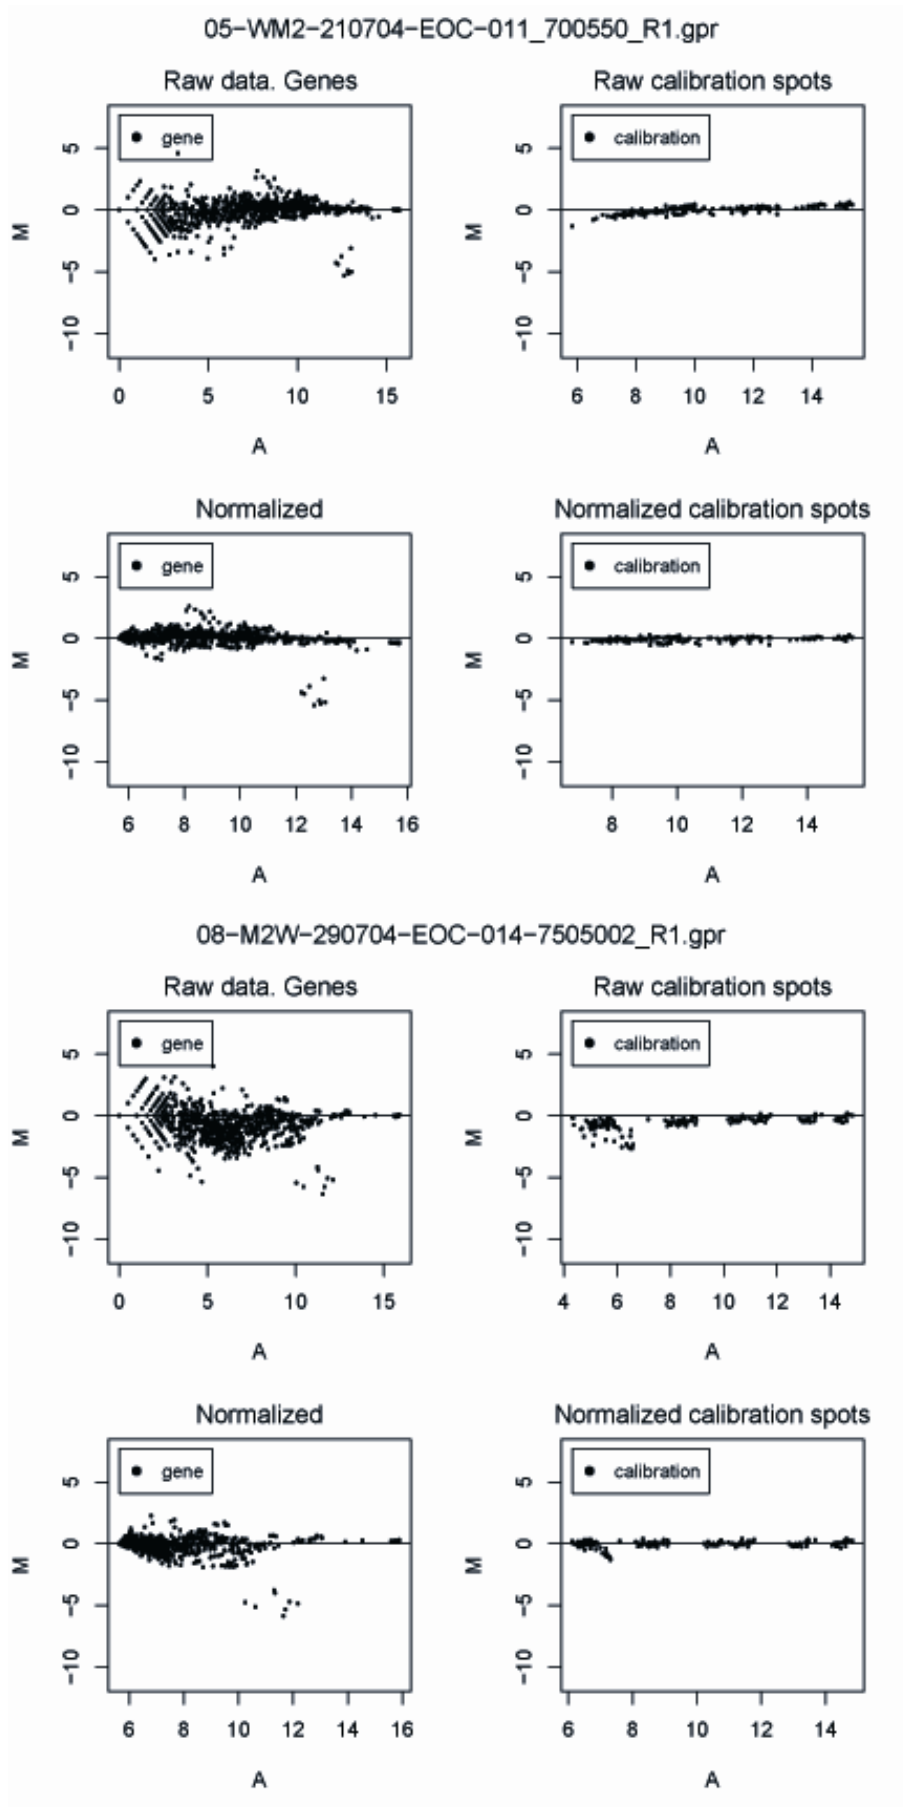 05-WM2-210704-EOC-011_700550_R1.gpr
Raw data. Genes
Raw calibration spots
gene
calibration
5
0
-5
-10
M
5
0
-5
-10
M
0 5 10 15
6 8 10 12 14
A
A
Normalized
Normalized calibration spots
gene
calibration
5
0
-5
-10
M
5
0
-5
-10
M
6 8 10 12 14 16
8 10 12 14
A
A
08-M2W-290704-EOC-014-7505002_R1.gpr
Raw data. Genes
Raw calibration spots
gene
calibration
5
0
-5
-10
M
5
0
-5
-10
M
0 5 10 15
4 6 8 10 12 14
A
A
Normalized
Normalized calibration spots
gene
calibration
5
0
-5
-10
M
5
0
-5
-10
M
6 8 10 12 14 16
6 8 10 12 14
A
A